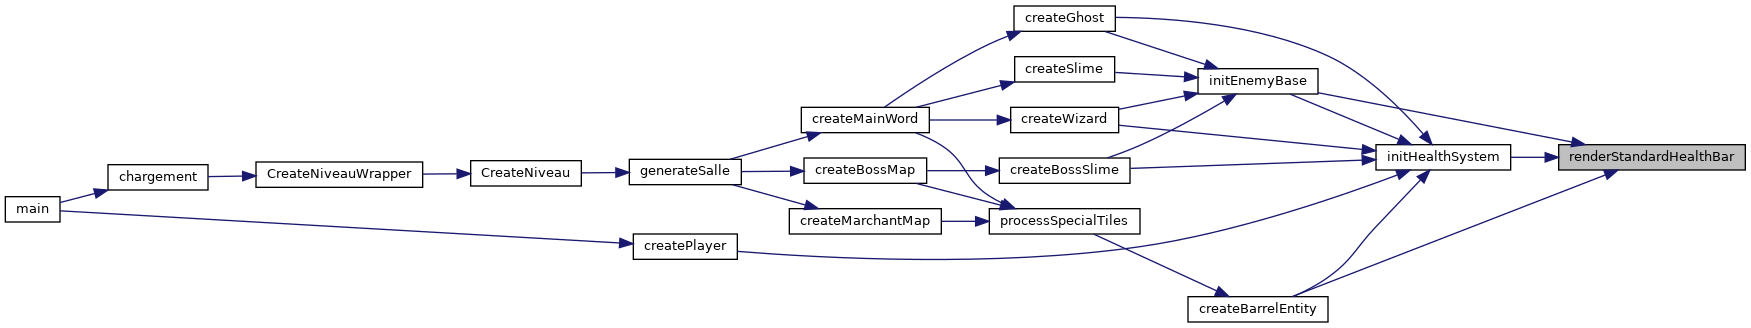 main
chargement
CreateNiveauWrapper
CreateNiveau
generateSalle
createPlayer
createMainWord
createBossMap
createMarchantMap
createGhost
createSlime
createWizard
createBossSlime
processSpecialTiles
initEnemyBase
createBarrelEntity
initHealthSystem
renderStandardHealthBar